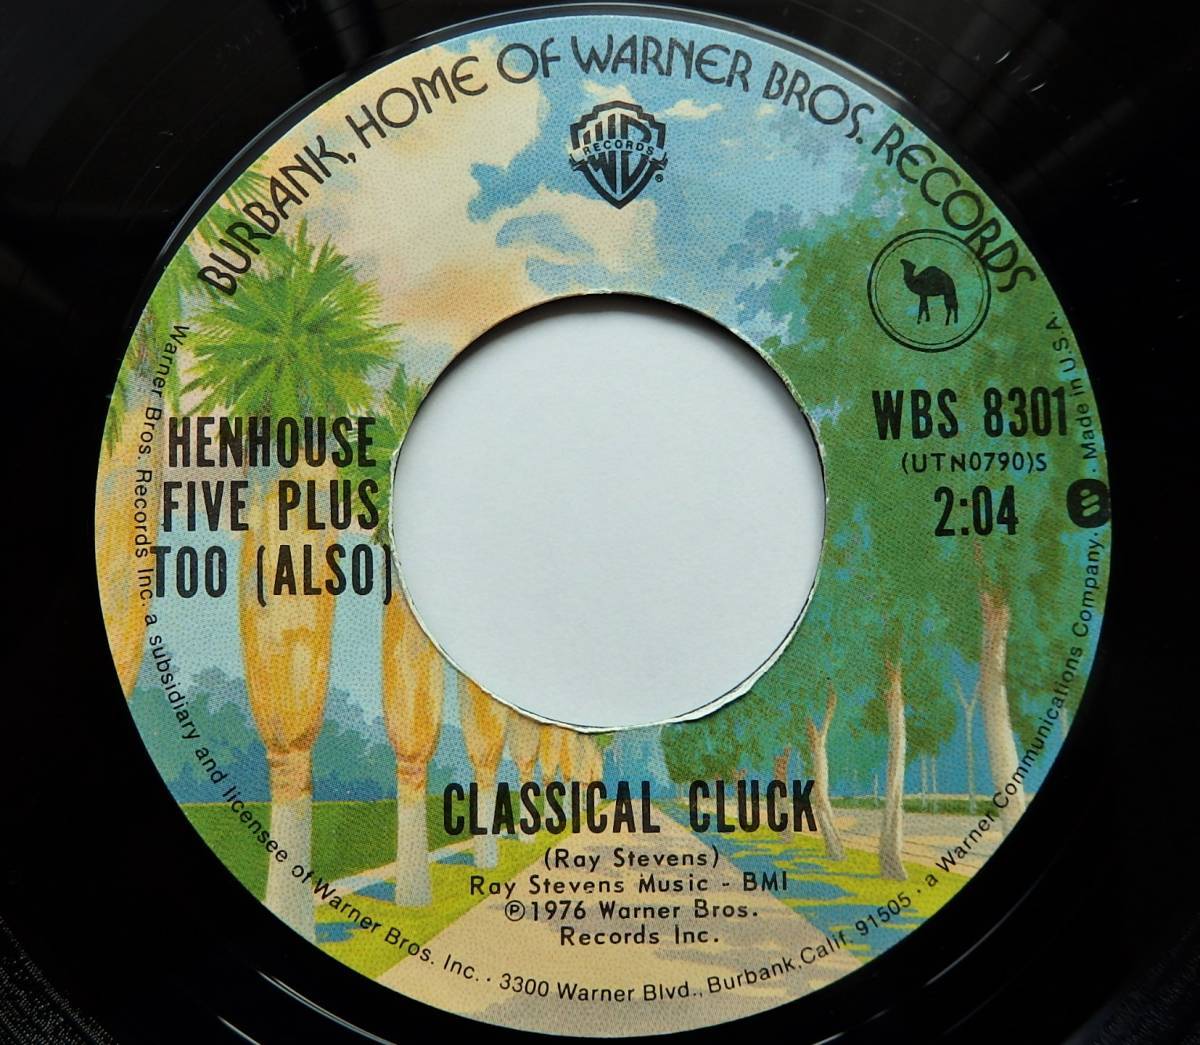 BURBANK, HOME OF WARNER BROS. RECORDS
WB
RECORDS
®
HENHOUSE
FIVE PLUS
TOO (ALSO)
WBS 8301
(UTN0790)S
2:04
CLASSICAL CLUCK
(Ray Stevens)
Ray Stevens Music - BMI
℗1976 Warner Bros.
Records Inc.
Warner Bros. Records Inc. a subsidiary and licensee of Warner Bros. Inc. · 3300 Warner Blvd., Burbank, Calif. 91505 · a Warner Communications Company. · Made in U.S.A.